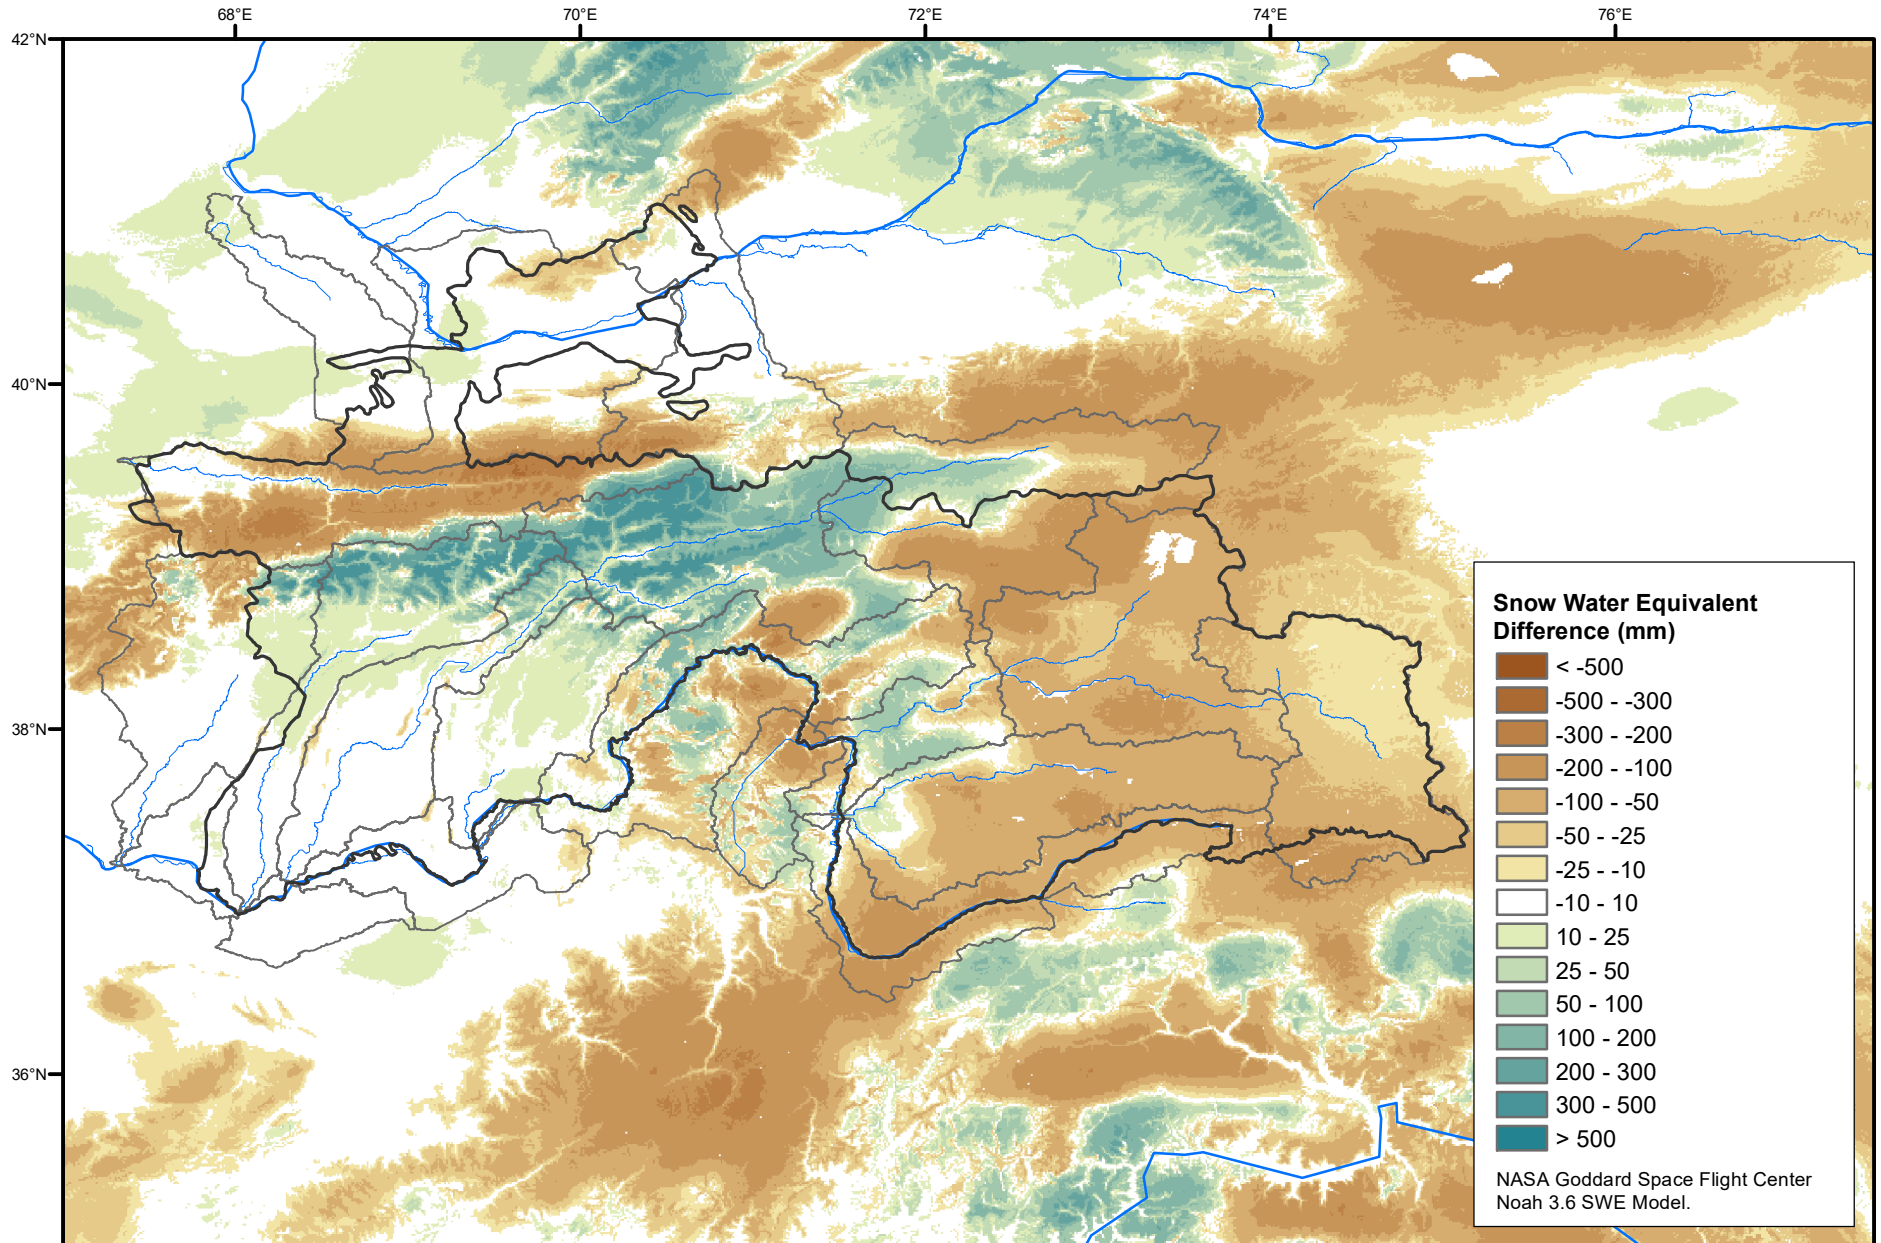 68°E
70°E
72°E
74°E
76°E
42°N
40°N
38°N
36°N
Snow Water Equivalent
Difference (mm)
< -500
-500 - -300
-300 - -200
-200 - -100
-100 - -50
-50 - -25
-25 - -10
-10 - 10
10 - 25
25 - 50
50 - 100
100 - 200
200 - 300
300 - 500
> 500
NASA Goddard Space Flight Center
Noah 3.6 SWE Model.